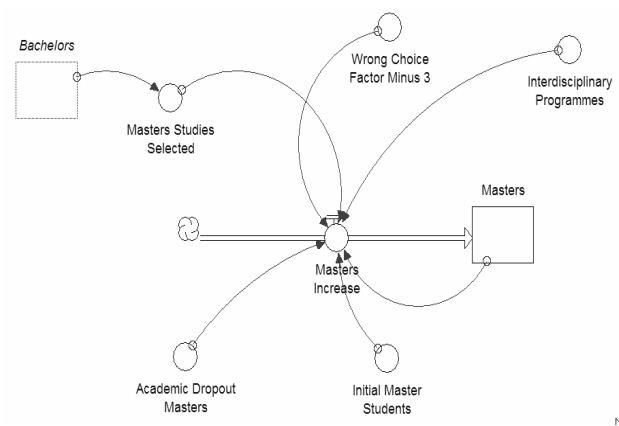 Bachelors
Wrong Choice
Factor Minus 3
Interdisciplinary
Programmes
Masters Studies
Selected
Masters
Masters
Increase
Academic Dropout
Masters
Initial Master
Students